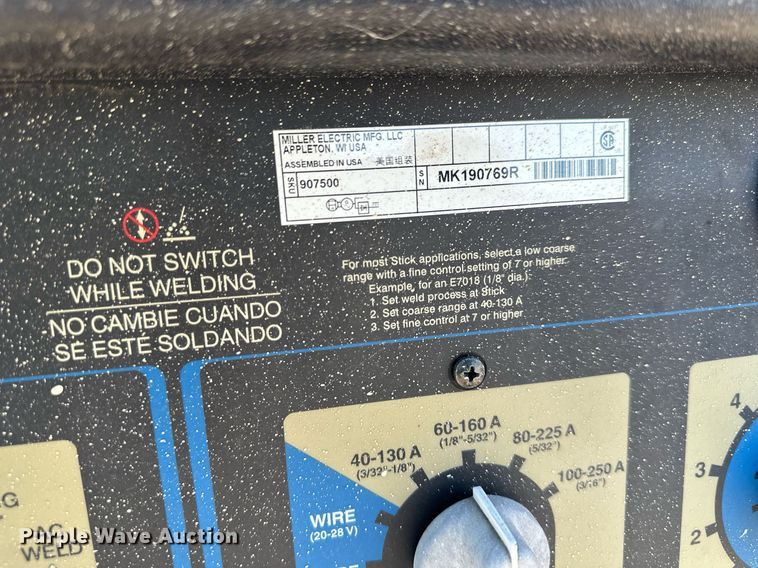 MILLER ELECTRIC MFG. LLC
APPLETON, WI USA
ASSEMBLED IN USA 美国组装
SKU 907500
SN MK190769R
DO NOT SWITCH
WHILE WELDING
NO CAMBIE CUANDO
SE ESTÉ SOLDANDO
For most Stick applications, select a low coarse
range with a fine control setting of 7 or higher.
Example, for an E7018 (1/8" dia.):
1. Set weld process at Stick
2. Set coarse range at 40-130 A
3. Set fine control at 7 or higher
60-160 A
(1/8"-5/32")
40-130 A
(3/32"-1/8")
80-225 A
(5/32")
100-250 A
(3/16")
WIRE
(20-28 V)
4
3
2
WELD
Purple Wave Auction